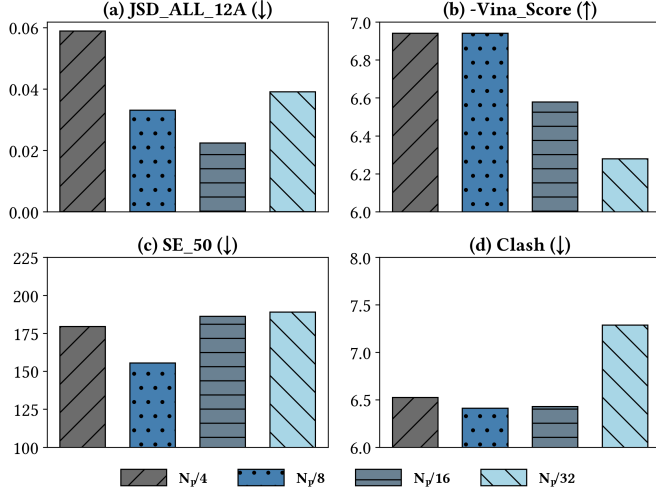 (a) JSD_ALL_12A (↓)
0.06
0.04
0.02
0.00
(b) -Vina_Score (↑)
7.0
6.8
6.6
6.4
6.2
6.0
(c) SE_50 (↓)
225
200
175
150
125
100
(d) Clash (↓)
8.0
7.5
7.0
6.5
6.0
Np/4
Np/8
Np/16
Np/32